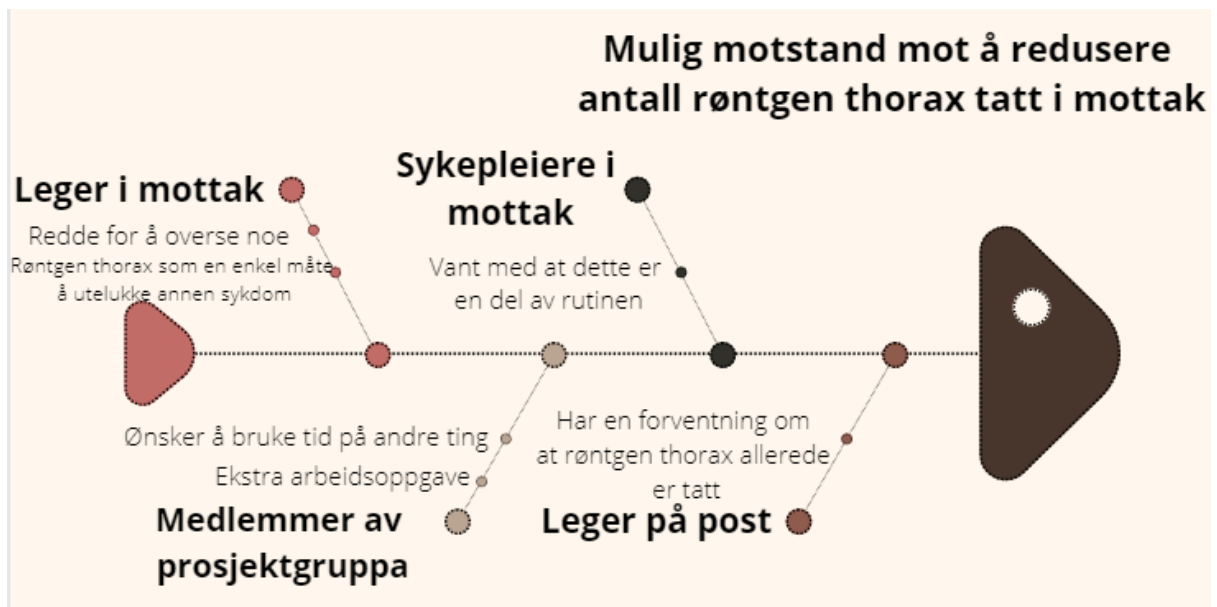 Mulig motstand mot å redusere
antall røntgen thorax tatt i mottak
Leger i mottak
Redde for å overse noe
Røntgen thorax som en enkel måte
å utelukke annen sykdom
Sykepleiere i
mottak
Vant med at dette er
en del av rutinen
Ønsker å bruke tid på andre ting
Ekstra arbeidsoppgave
Medlemmer av
prosjektgruppa
Har en forventning om
at røntgen thorax allerede
er tatt
Leger på post